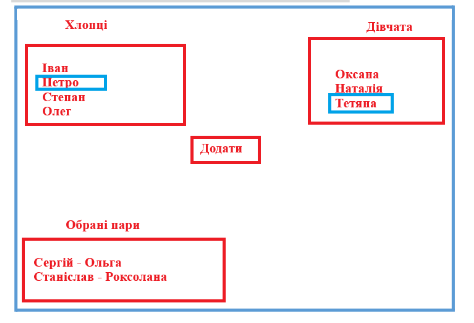 Хлопці
Дівчата
Іван
Петро
Степан
Олег
Оксана
Наталія
Тетяна
Додати
Обрані пари
Сергій - Ольга
Станіслав - Роксолана